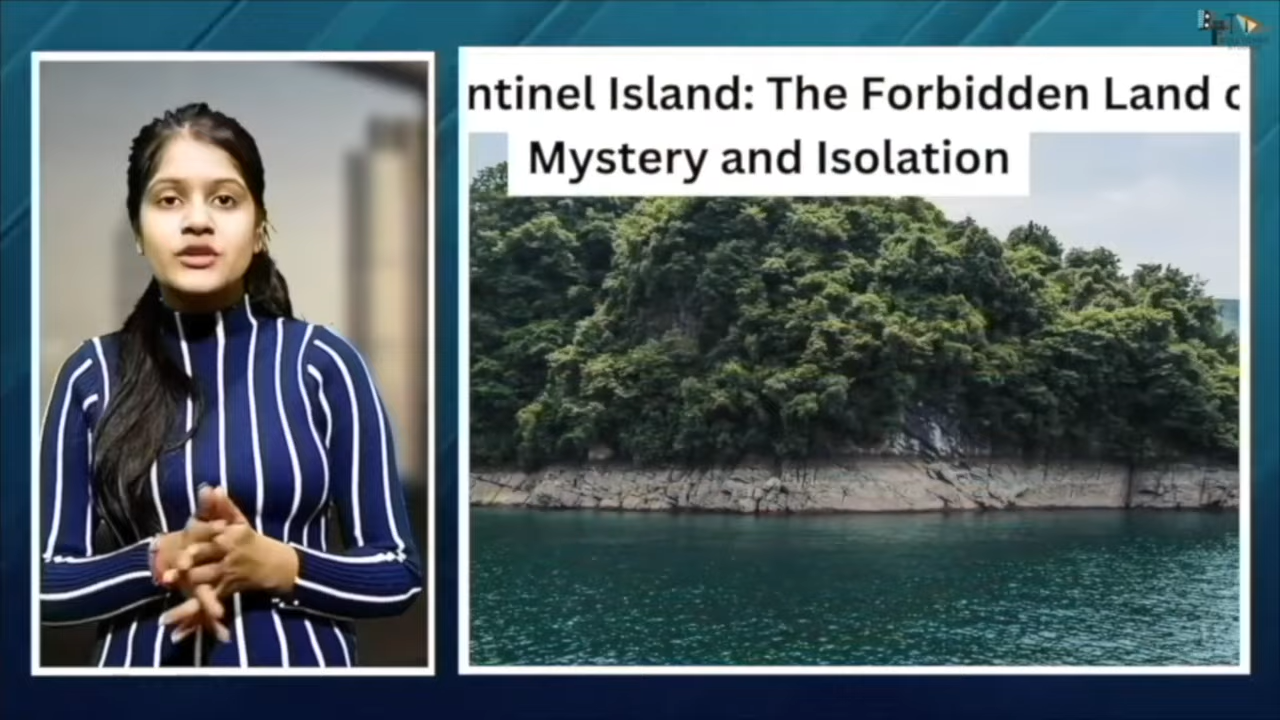 ntinel Island: The Forbidden Land o
Mystery and Isolation